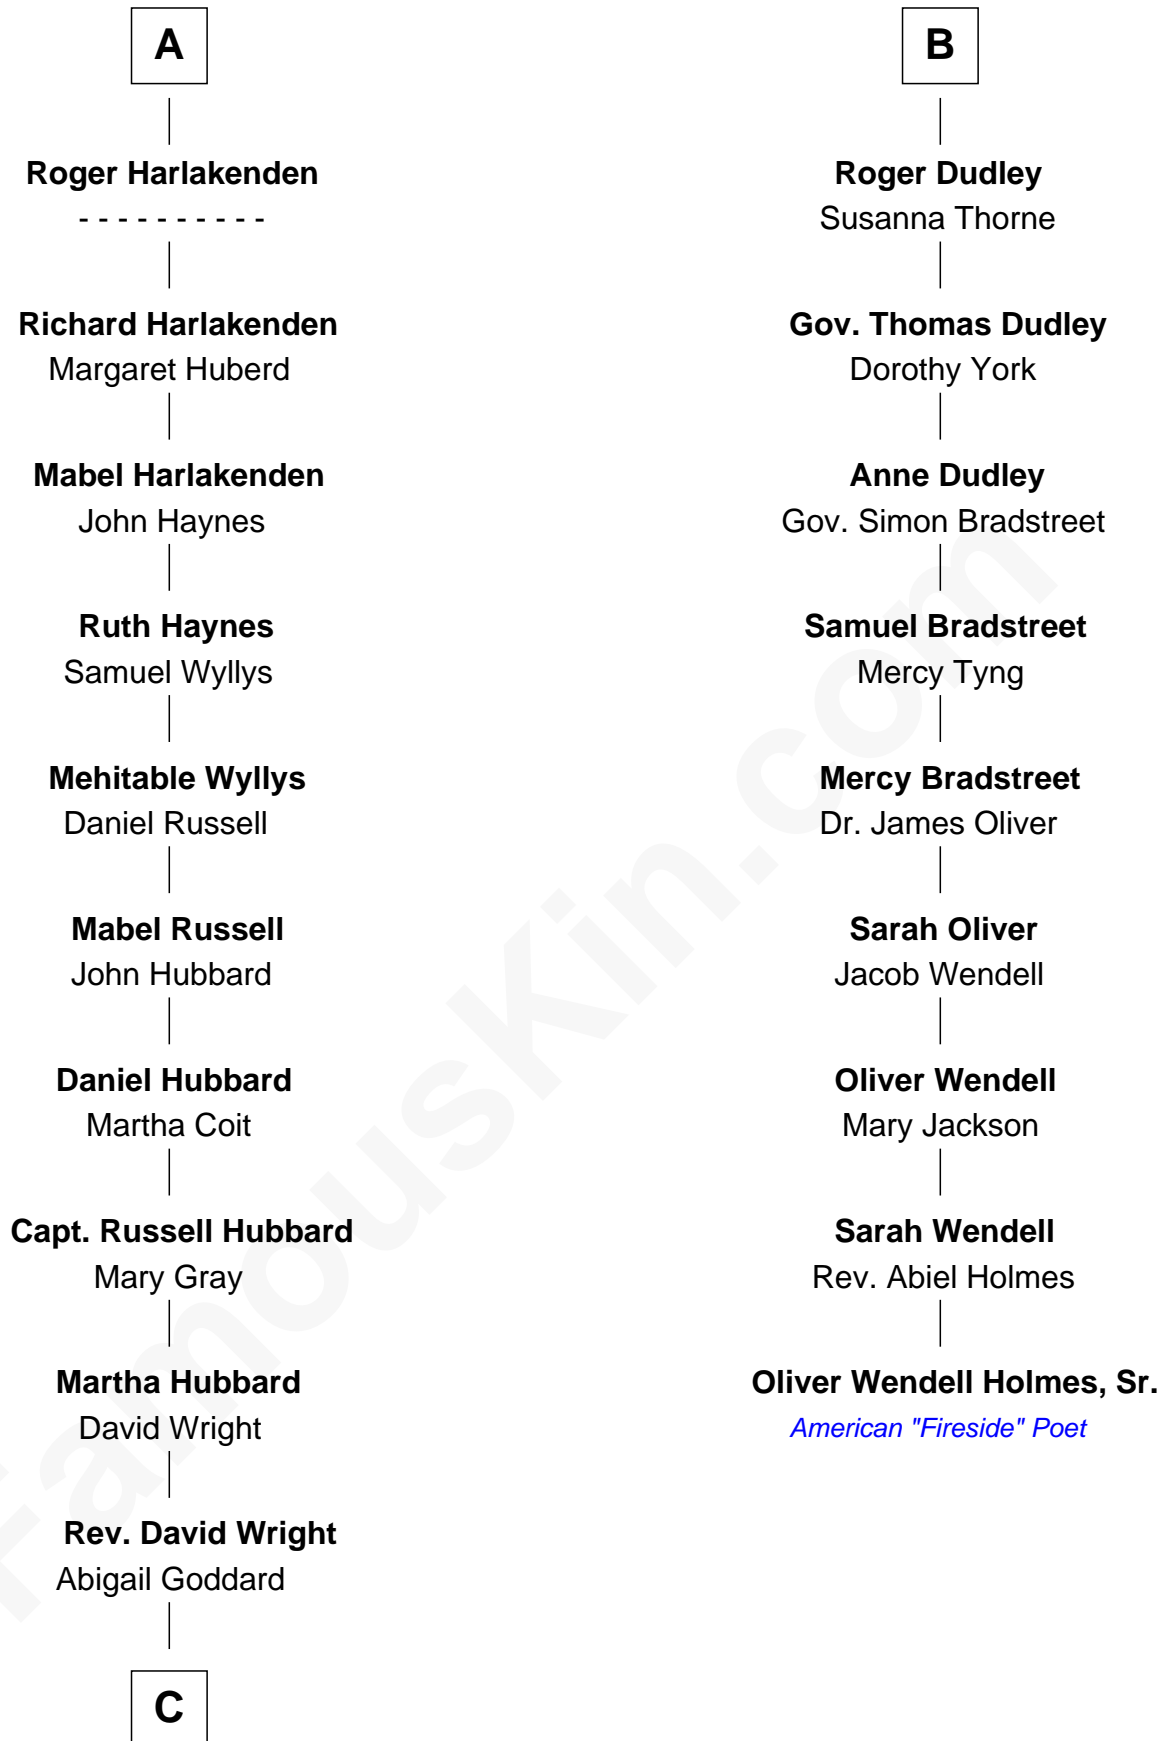 A
Roger Harlakenden
- - - - - - - - - -
Richard Harlakenden
Margaret Huberd
Mabel Harlakenden
John Haynes
Ruth Haynes
Samuel Wyllys
Mehitable Wyllys
Daniel Russell
Mabel Russell
John Hubbard
Daniel Hubbard
Martha Coit
Capt. Russell Hubbard
Mary Gray
Martha Hubbard
David Wright
Rev. David Wright
Abigail Goddard
C
B
Roger Dudley
Susanna Thorne
Gov. Thomas Dudley
Dorothy York
Anne Dudley
Gov. Simon Bradstreet
Samuel Bradstreet
Mercy Tyng
Mercy Bradstreet
Dr. James Oliver
Sarah Oliver
Jacob Wendell
Oliver Wendell
Mary Jackson
Sarah Wendell
Rev. Abiel Holmes
Oliver Wendell Holmes, Sr.
American "Fireside" Poet
FamousKin.com